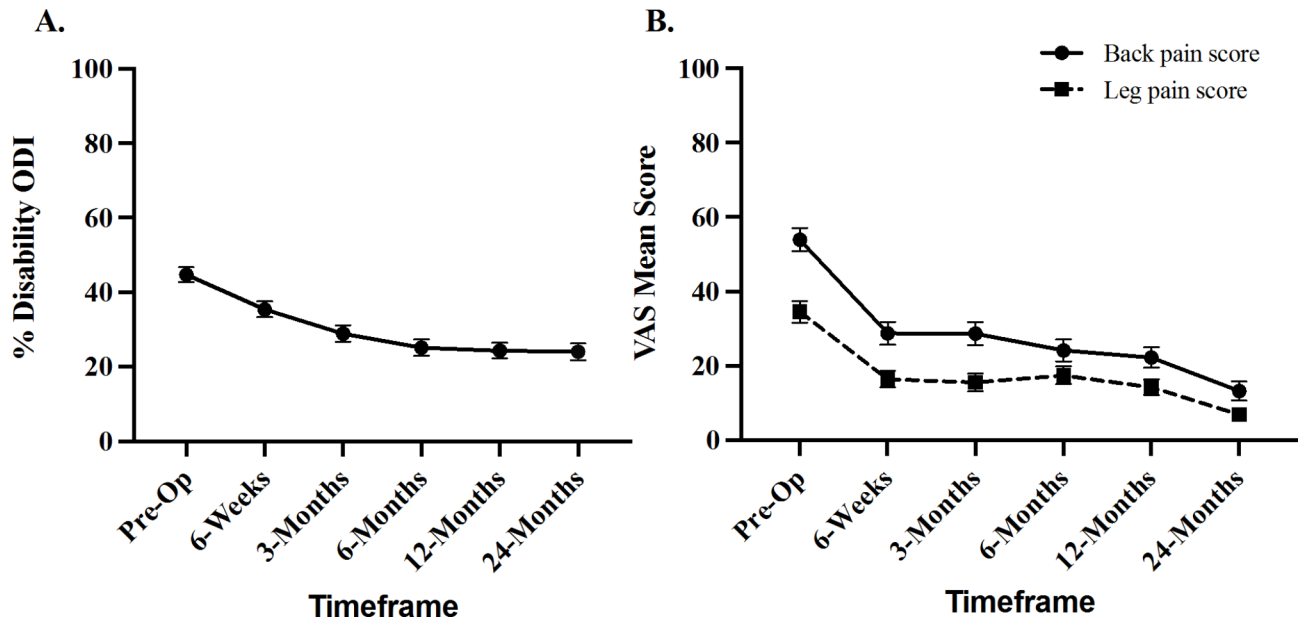 A.
% Disability ODI
100
80
60
40
20
0
Pre-Op
6-Weeks
3-Months
6-Months
12-Months
24-Months
Timeframe
B.
Back pain score
Leg pain score
VAS Mean Score
100
80
60
40
20
0
Pre-Op
6-Weeks
3-Months
6-Months
12-Months
24-Months
Timeframe